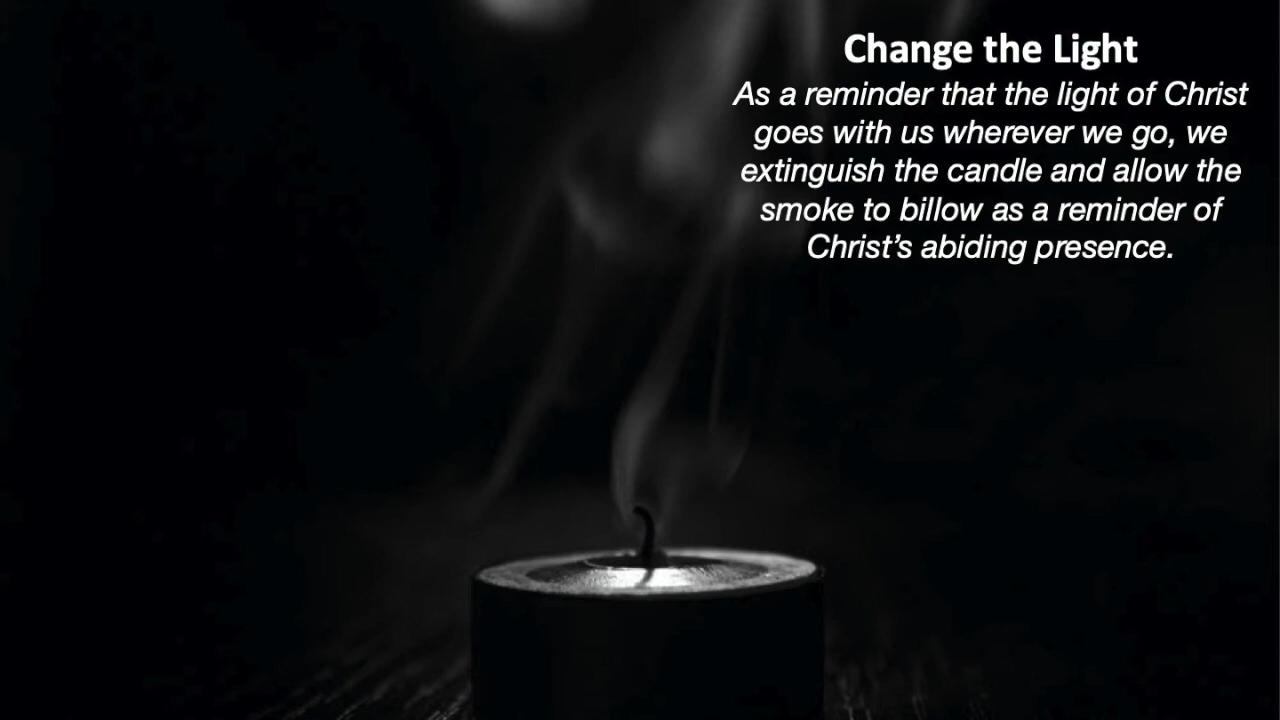 Change the Light
As a reminder that the light of Christ
goes with us wherever we go, we
extinguish the candle and allow the
smoke to billow as a reminder of
Christ’s abiding presence.